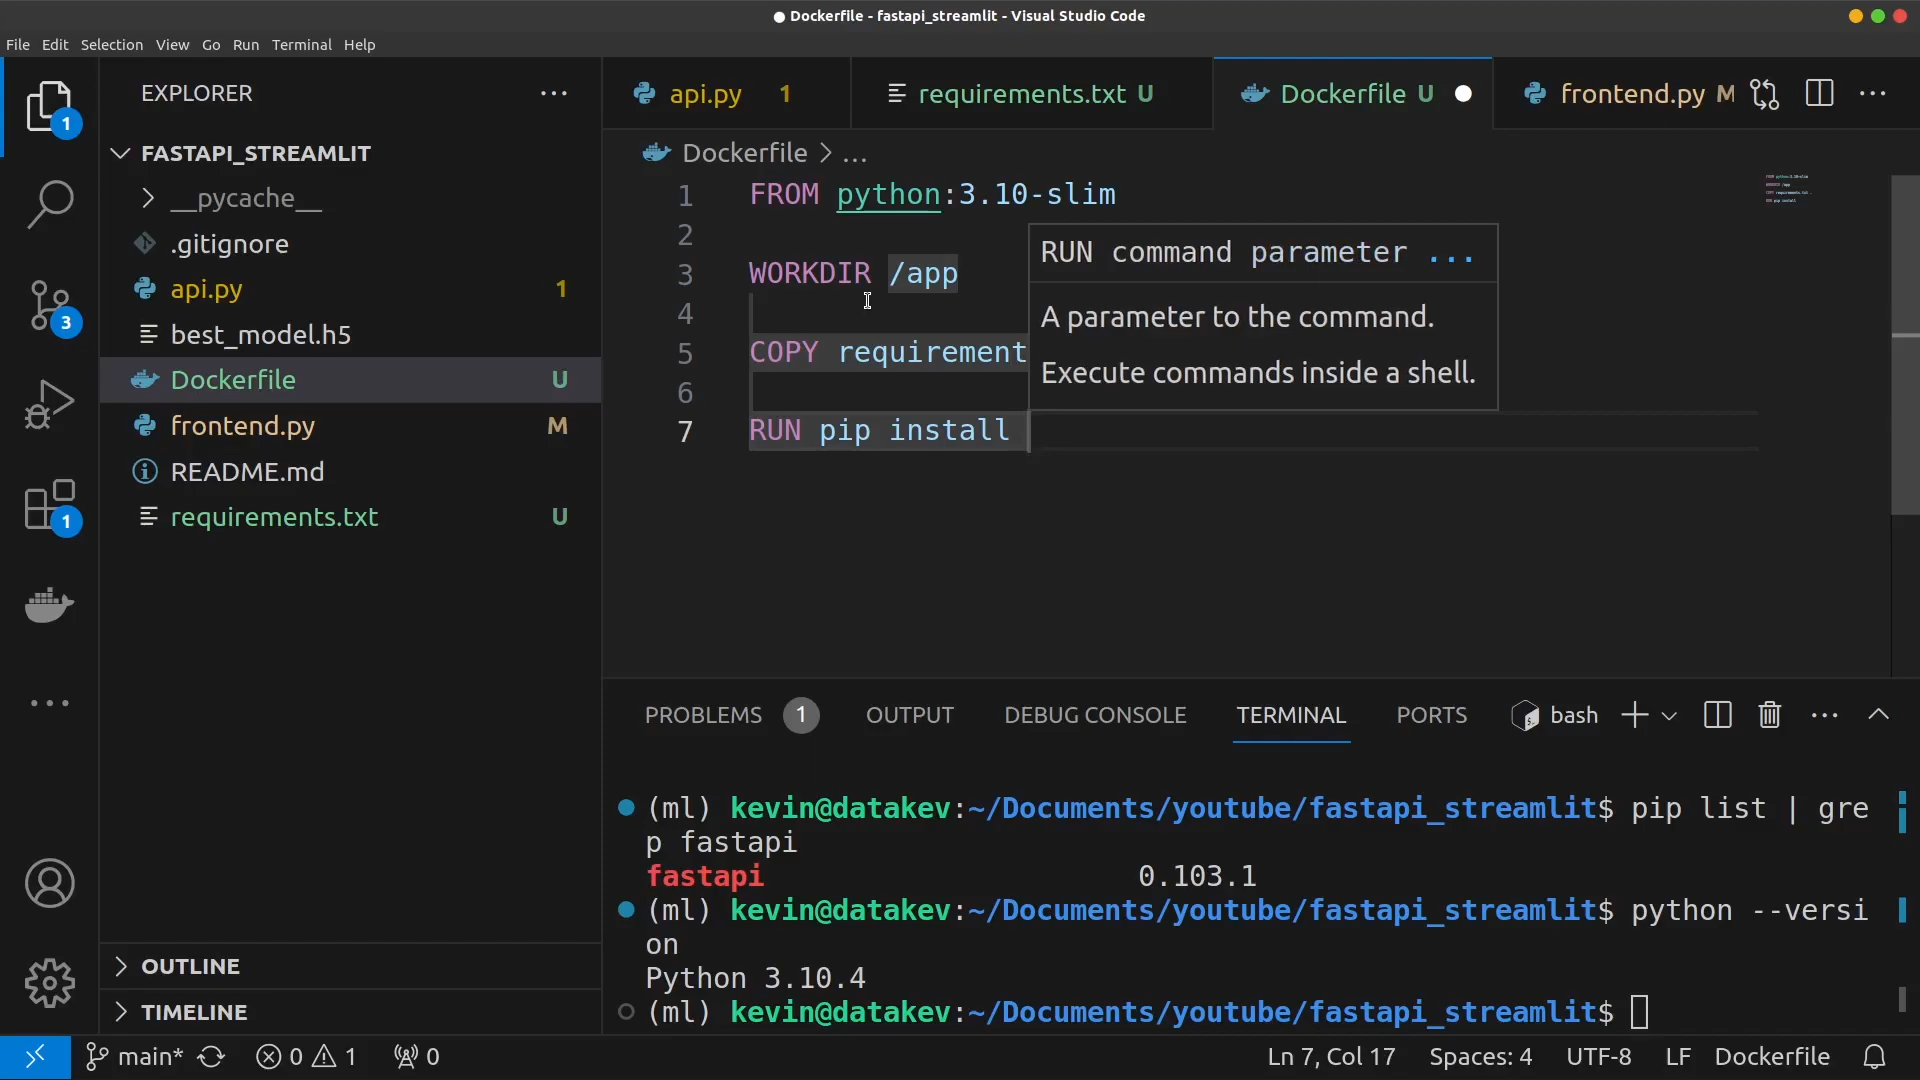 Dockerfile - fastapi_streamlit - Visual Studio Code
File Edit Selection View Go Run Terminal Help
EXPLORER
1
FASTAPI_STREAMLIT
__pycache__
.gitignore
api.py 1
best_model.h5
3
Dockerfile U
frontend.py M
README.md
1
requirements.txt U
OUTLINE
TIMELINE
api.py 1
requirements.txt U
Dockerfile U
frontend.py M
Dockerfile > ...
1 FROM python:3.10-slim
2
3 WORKDIR /app
4
5 COPY requirement
6
7 RUN pip install
RUN command parameter ...
A parameter to the command.
Execute commands inside a shell.
PROBLEMS 1 OUTPUT DEBUG CONSOLE TERMINAL PORTS bash
(ml) kevin@datakev:~/Documents/youtube/fastapi_streamlit$ pip list | gre
p fastapi
fastapi 0.103.1
(ml) kevin@datakev:~/Documents/youtube/fastapi_streamlit$ python --versi
on
Python 3.10.4
(ml) kevin@datakev:~/Documents/youtube/fastapi_streamlit$
main* 0 1 0 Ln 7, Col 17 Spaces: 4 UTF-8 LF Dockerfile